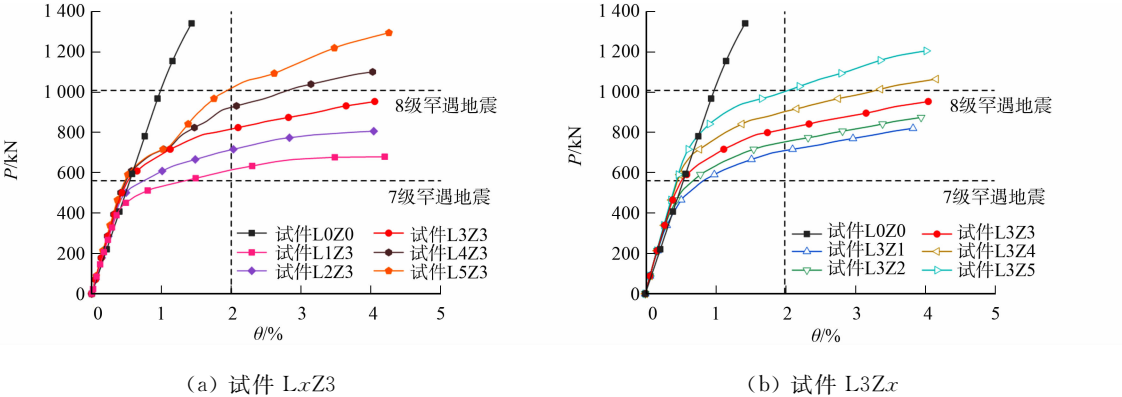 1 400
1 200
1 000
800
600
400
200
0
P/kN
8级罕遇地震
7级罕遇地震
试件L0Z0
试件L1Z3
试件L2Z3
试件L3Z3
试件L4Z3
试件L5Z3
0 1 2 3 4 5
θ/%
(a) 试件 LxZ3
1 400
1 200
1 000
800
600
400
200
0
P/kN
8级罕遇地震
7级罕遇地震
试件L0Z0
试件L3Z1
试件L3Z2
试件L3Z3
试件L3Z4
试件L3Z5
0 1 2 3 4 5
θ/%
(b) 试件 L3Zx